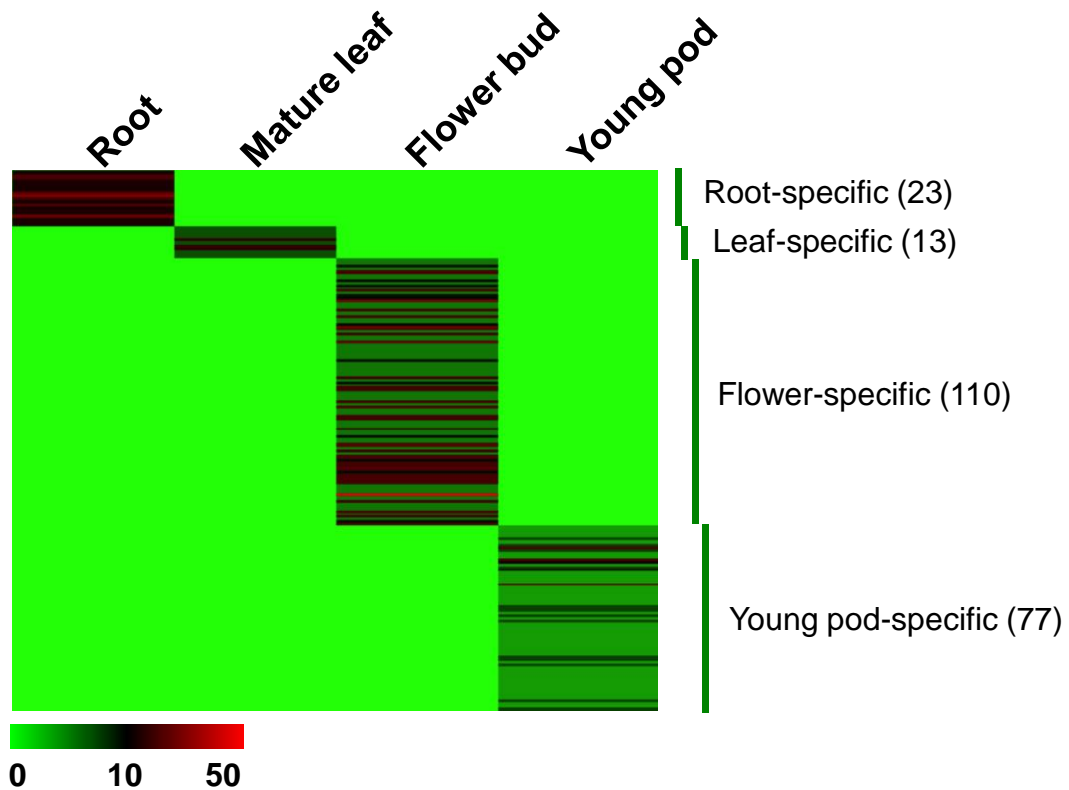 Root
Mature leaf
Flower bud
Young pod
Root-specific (23)
Leaf-specific (13)
Flower-specific (110)
Young pod-specific (77)
0 10 50